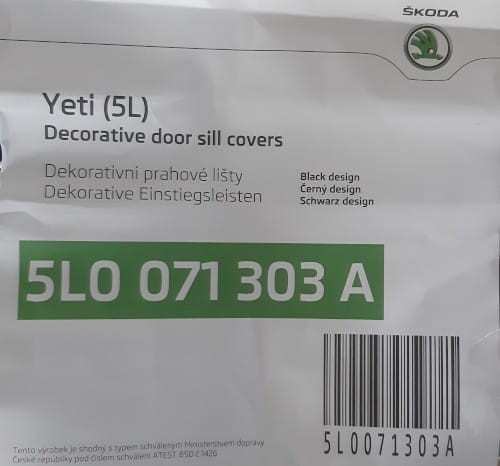 ŠKODA
Yeti (5L)
Decorative door sill covers
Dekorativní prahové lišty
Dekorative Einstiegsleisten
Black design
Černý design
Schwarz design
5L0 071 303 A
5L0071303A
Tento výrobek je shodný s typem schváleným Ministerstvem dopravy
České republiky pod číslem schválení ATEST 8SD č.1426